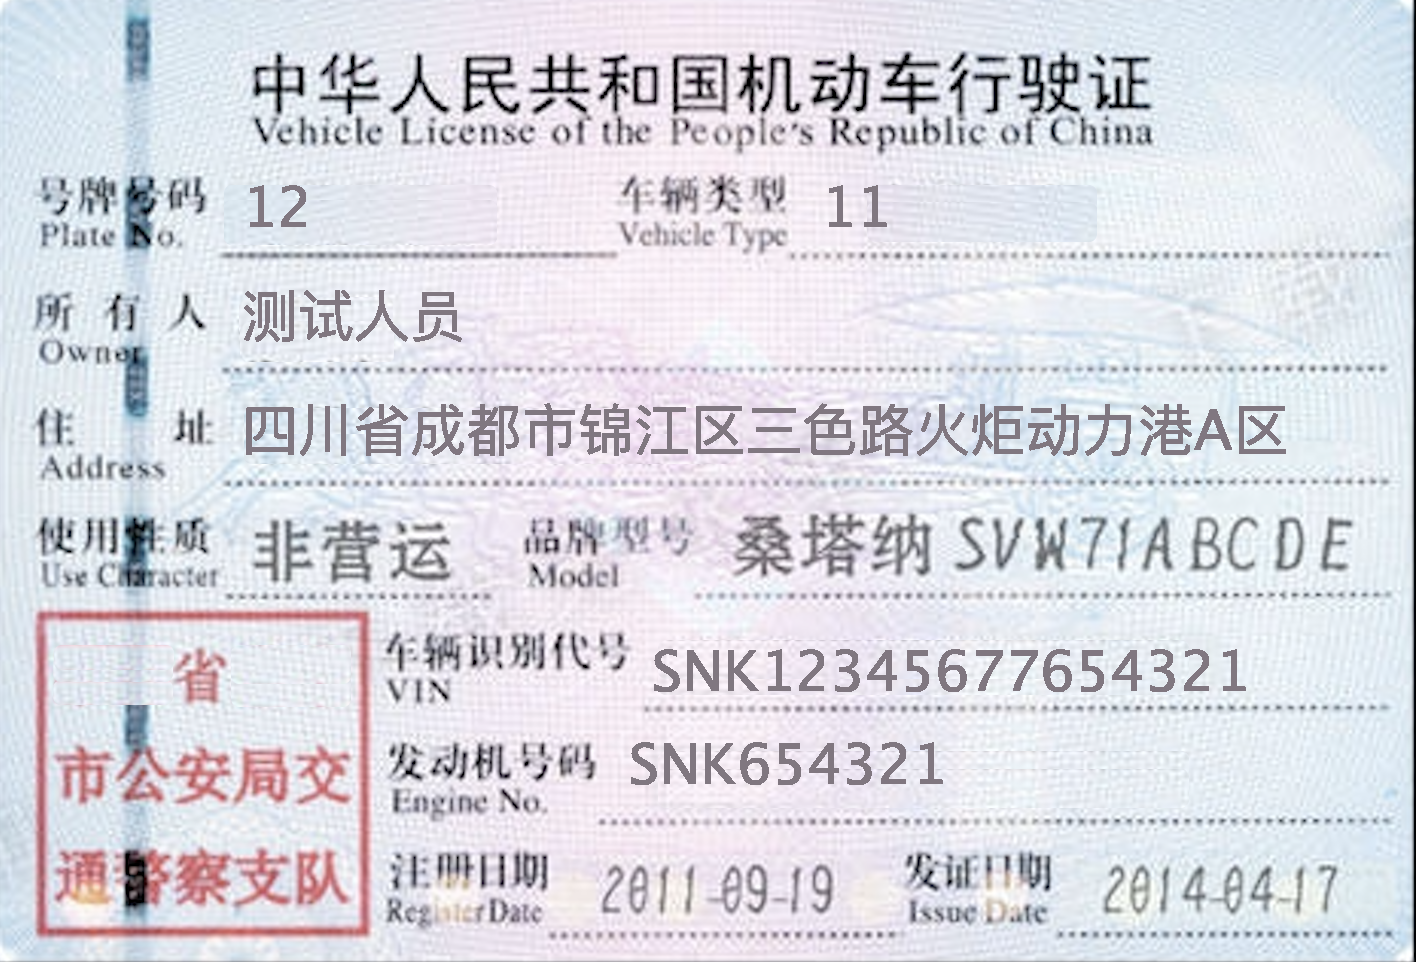 中华人民共和国机动车行驶证
Vehicle License of the People's Republic of China
号牌号码 12 车辆类型 11
Plate No. Vehicle Type
所有人 测试人员
Owner
住址 四川省成都市锦江区三色路火炬动力港A区
Address
使用性质 非营运 品牌型号 桑塔纳 SVW71ABCDE
Use Character Model
车辆识别代号 SNK12345677654321
VIN
发动机号码 SNK654321
Engine No.
注册日期 2011-09-19 发证日期 2014-04-17
Register Date Issue Date
省
市公安局交
通警察支队